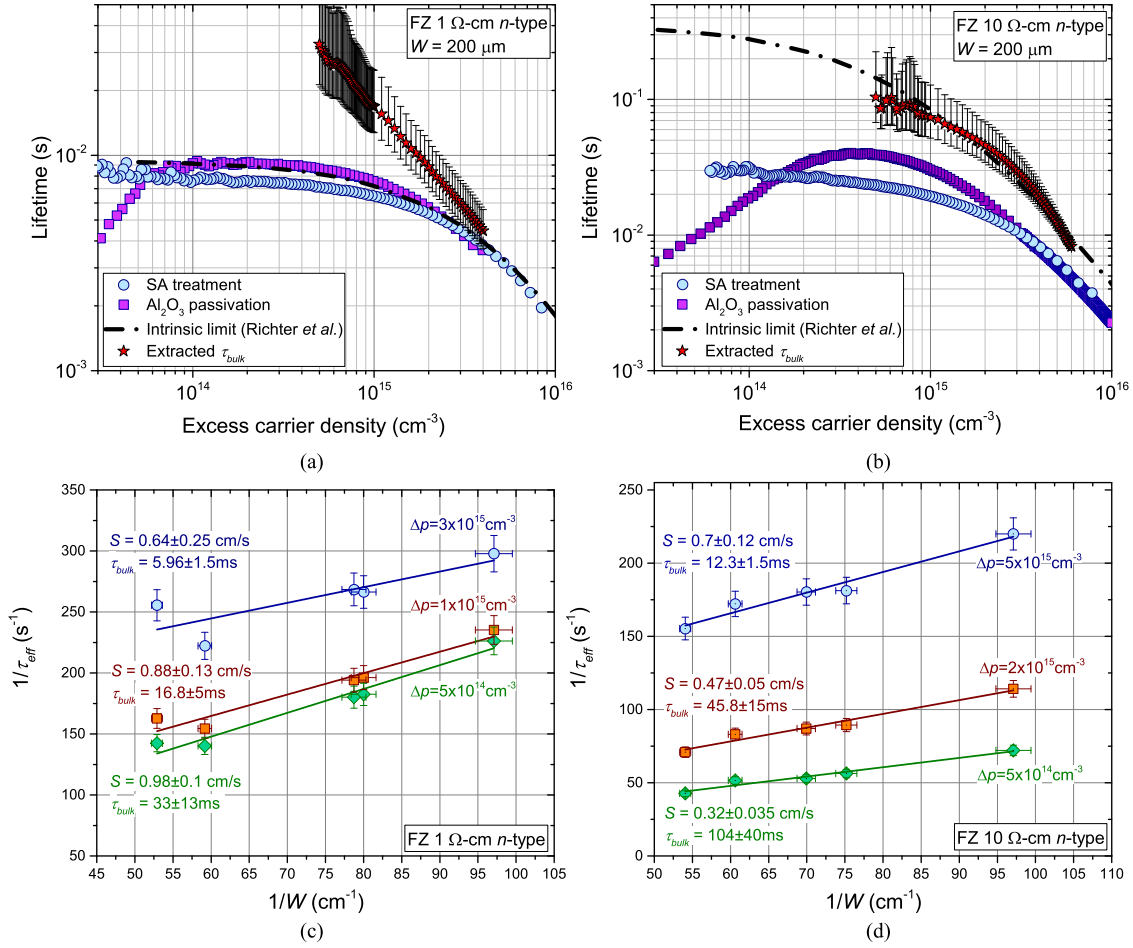 FZ 1 Ω-cm n-type
W = 200 μm
10⁻²
10⁻³
Lifetime (s)
SA treatment
Al₂O₃ passivation
Intrinsic limit (Richter et al.)
Extracted τbulk
10¹⁴
10¹⁵
10¹⁶
Excess carrier density (cm⁻³)
(a)
FZ 10 Ω-cm n-type
W = 200 μm
10⁰
10⁻¹
10⁻²
10⁻³
Lifetime (s)
SA treatment
Al₂O₃ passivation
Intrinsic limit (Richter et al.)
Extracted τbulk
10¹⁴
10¹⁵
10¹⁶
Excess carrier density (cm⁻³)
(b)
350
300
250
200
150
100
50
1/τeff (s⁻¹)
S = 0.64±0.25 cm/s
τbulk = 5.96±1.5ms
Δp=3x10¹⁵cm⁻³
Δp=1x10¹⁵cm⁻³
S = 0.88±0.13 cm/s
τbulk = 16.8±5ms
Δp=5x10¹⁴cm⁻³
S = 0.98±0.1 cm/s
τbulk = 33±13ms
FZ 1 Ω-cm n-type
45 50 55 60 65 70 75 80 85 90 95 100 105
1/W (cm⁻¹)
(c)
250
200
150
100
50
0
1/τeff (s⁻¹)
S = 0.7±0.12 cm/s
τbulk = 12.3±1.5ms
Δp=5x10¹⁵cm⁻³
Δp=2x10¹⁵cm⁻³
S = 0.47±0.05 cm/s
τbulk = 45.8±15ms
Δp=5x10¹⁴cm⁻³
S = 0.32±0.035 cm/s
τbulk = 104±40ms
FZ 10 Ω-cm n-type
50 55 60 65 70 75 80 85 90 95 100 105 110
1/W (cm⁻¹)
(d)